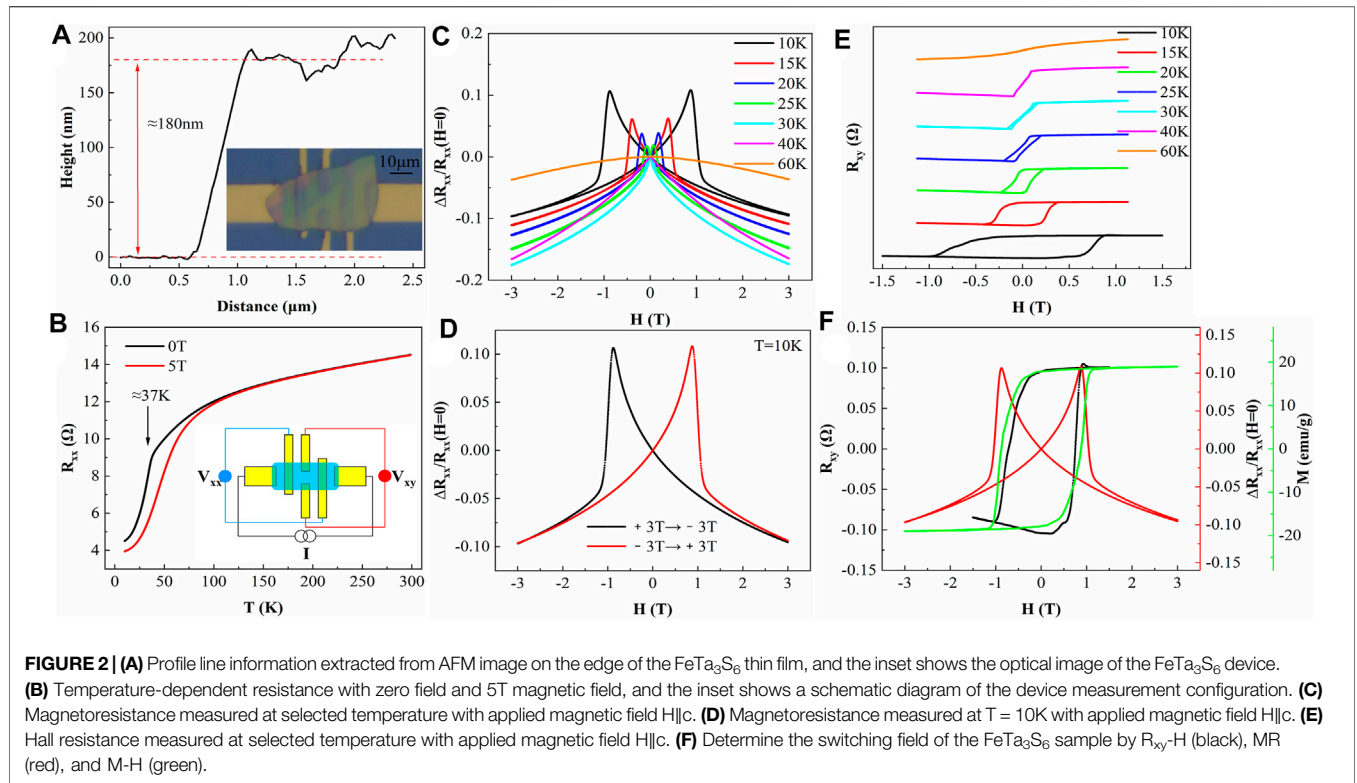 A
200
150
100
50
0
Height (nm)
≈180nm
10μm
0.0 0.5 1.0 1.5 2.0 2.5
Distance (μm)
B
16
14
12
10
8
6
4
Rxx (Ω)
0T
5T
≈37K
Vxx
Vxy
I
0 50 100 150 200 250 300
T (K)
C
0.2
0.1
0.0
-0.1
0.2
ΔRxx/Rxx(H=0)
10K
15K
20K
25K
30K
40K
60K
-3 -2 -1 0 1 2 3
H (T)
D
T=10K
0.10
0.05
0.00
-0.05
-0.10
ΔRxx/Rxx(H=0)
+ 3T→ - 3T
- 3T→ + 3T
-3 -2 -1 0 1 2 3
H (T)
E
Rxy (Ω)
10K
15K
20K
25K
30K
40K
60K
-1.5 -1.0 -0.5 0.0 0.5 1.0 1.5
H (T)
F
0.15
0.10
0.05
0.00
-0.05
-0.10
-0.15
Rxy (Ω)
0.15
0.10
0.05
0.00
-0.05
-0.10
0.15
ΔRxx/Rxx(H=0)
20
10
0
-10
-20
M (emu/g)
-3 -2 -1 0 1 2 3
H (T)
FIGURE 2 | (A) Profile line information extracted from AFM image on the edge of the FeTa3S6 thin film, and the inset shows the optical image of the FeTa3S6 device.
(B) Temperature-dependent resistance with zero field and 5T magnetic field, and the inset shows a schematic diagram of the device measurement configuration. (C)
Magnetoresistance measured at selected temperature with applied magnetic field H∥c. (D) Magnetoresistance measured at T = 10K with applied magnetic field H∥c. (E)
Hall resistance measured at selected temperature with applied magnetic field H∥c. (F) Determine the switching field of the FeTa3S6 sample by Rxy-H (black), MR
(red), and M-H (green).